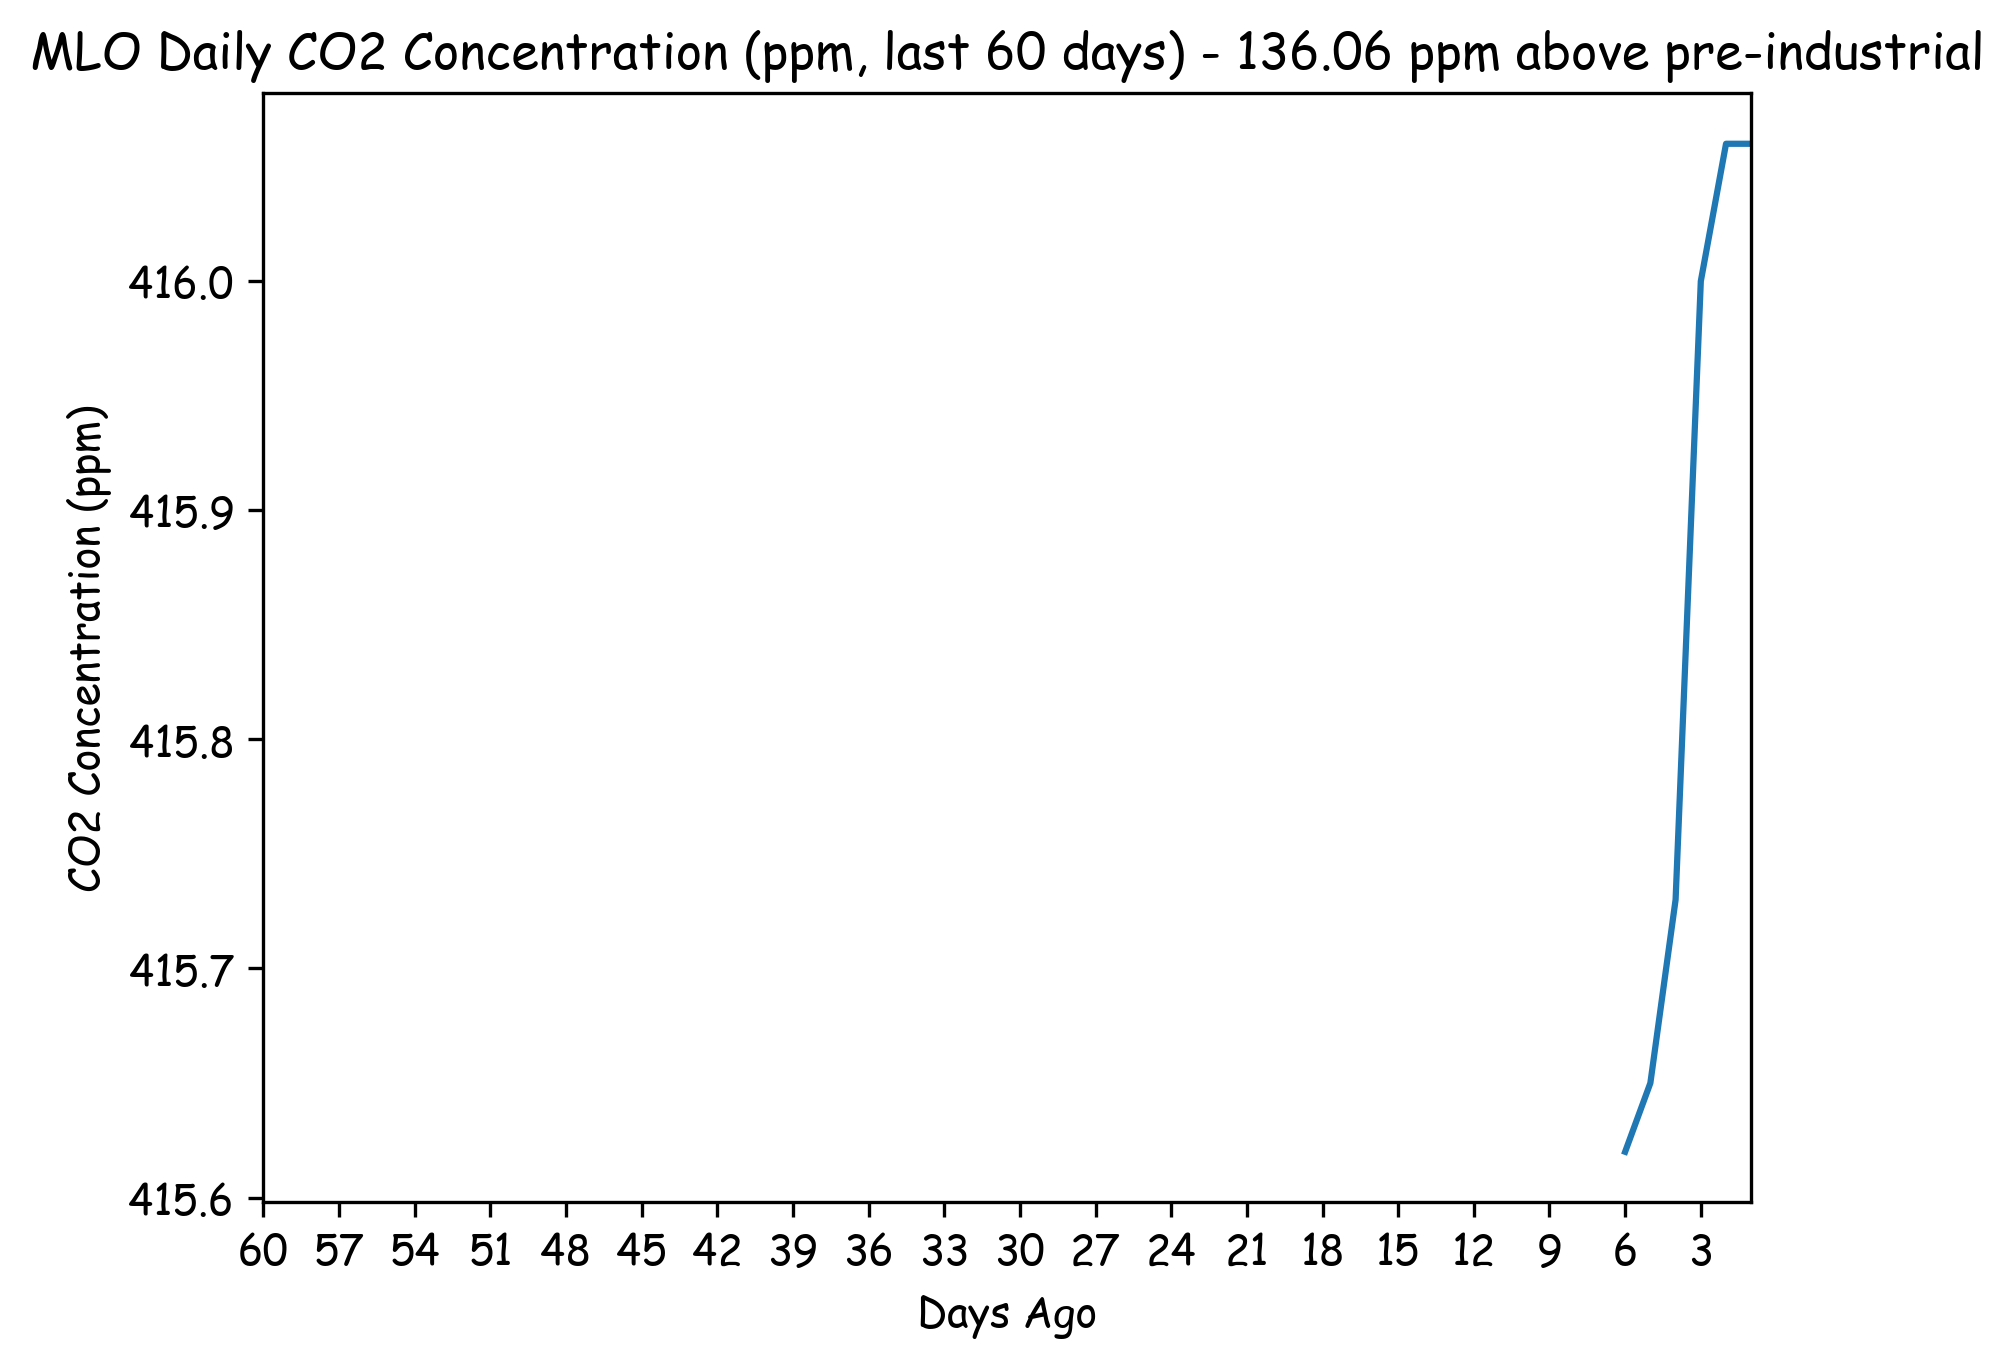 MLO Daily CO2 Concentration (ppm, last 60 days) - 136.06 ppm above pre-industrial
CO2 Concentration (ppm)
416.0
415.9
415.8
415.7
415.6
60 57 54 51 48 45 42 39 36 33 30 27 24 21 18 15 12 9 6 3
Days Ago